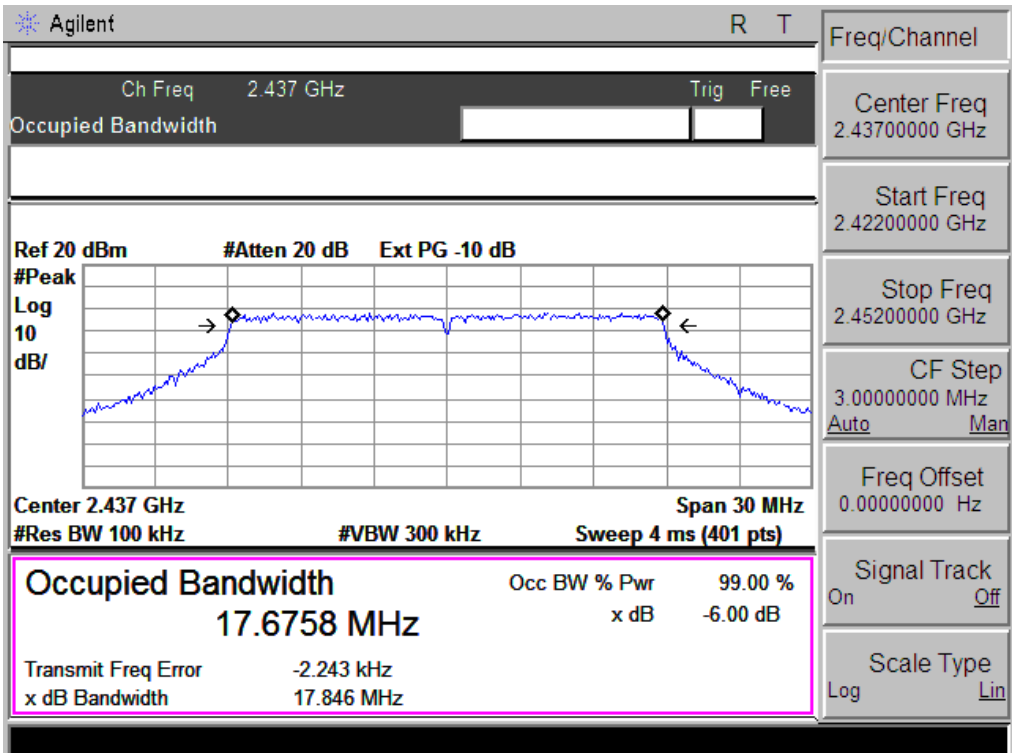 Agilent R T
Ch Freq 2.437 GHz Trig Free
Occupied Bandwidth
Ref 20 dBm #Atten 20 dB Ext PG -10 dB
#Peak
Log
10
dB/
Center 2.437 GHz Span 30 MHz
#Res BW 100 kHz #VBW 300 kHz Sweep 4 ms (401 pts)
Occupied Bandwidth
17.6758 MHz
Occ BW % Pwr 99.00 %
x dB -6.00 dB
Transmit Freq Error -2.243 kHz
x dB Bandwidth 17.846 MHz
Freq/Channel
Center Freq
2.43700000 GHz
Start Freq
2.42200000 GHz
Stop Freq
2.45200000 GHz
CF Step
3.00000000 MHz
Auto Man
Freq Offset
0.00000000 Hz
Signal Track
On Off
Scale Type
Log Lin